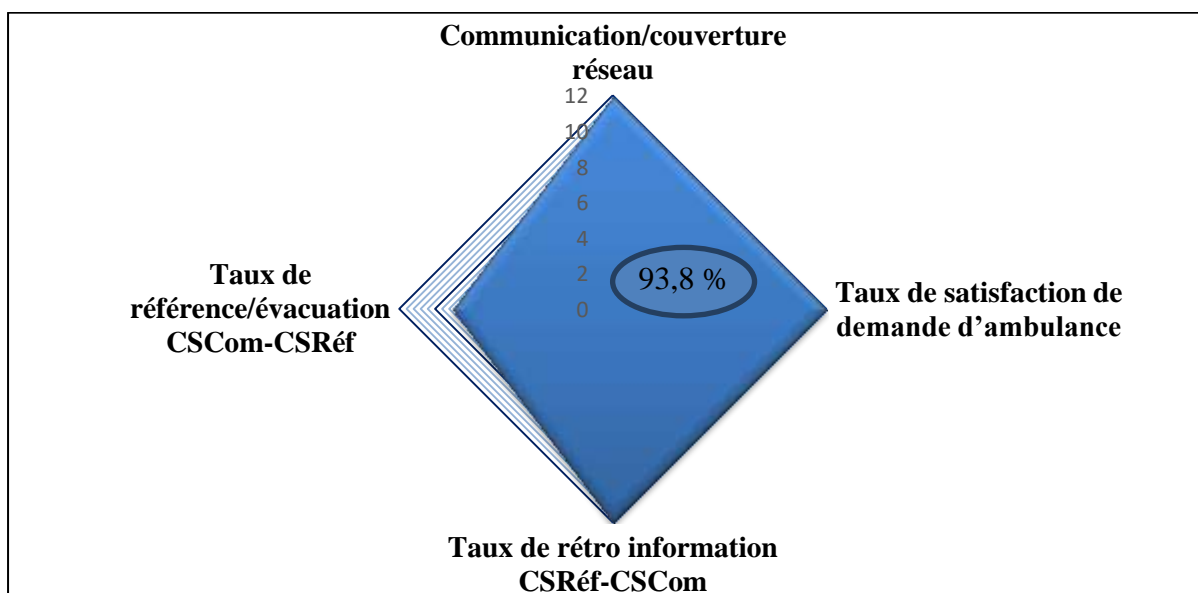 Communication/couverture
réseau
12
10
8
6
4
2
0
93,8 %
Taux de
référence/évacuation
CSCom-CSRéf
Taux de satisfaction de
demande d’ambulance
Taux de rétro information
CSRéf-CSCom